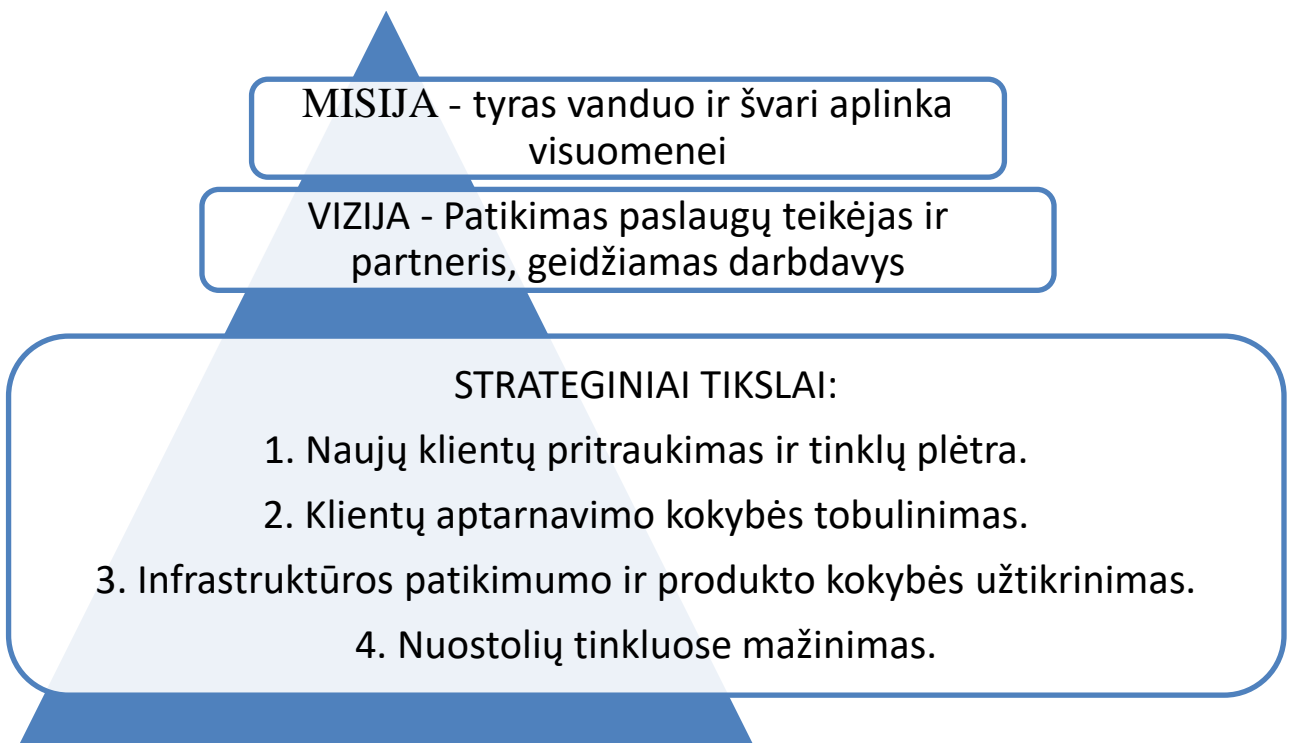 MISIJA - tyras vanduo ir švari aplinka
visuomenei
VIZIJA - Patikimas paslaugų teikėjas ir
partneris, geidžiamas darbdavys
STRATEGINIAI TIKSLAI:
1. Naujų klientų pritraukimas ir tinklų plėtra.
2. Klientų aptarnavimo kokybės tobulinimas.
3. Infrastruktūros patikimumo ir produkto kokybės užtikrinimas.
4. Nuostolių tinkluose mažinimas.